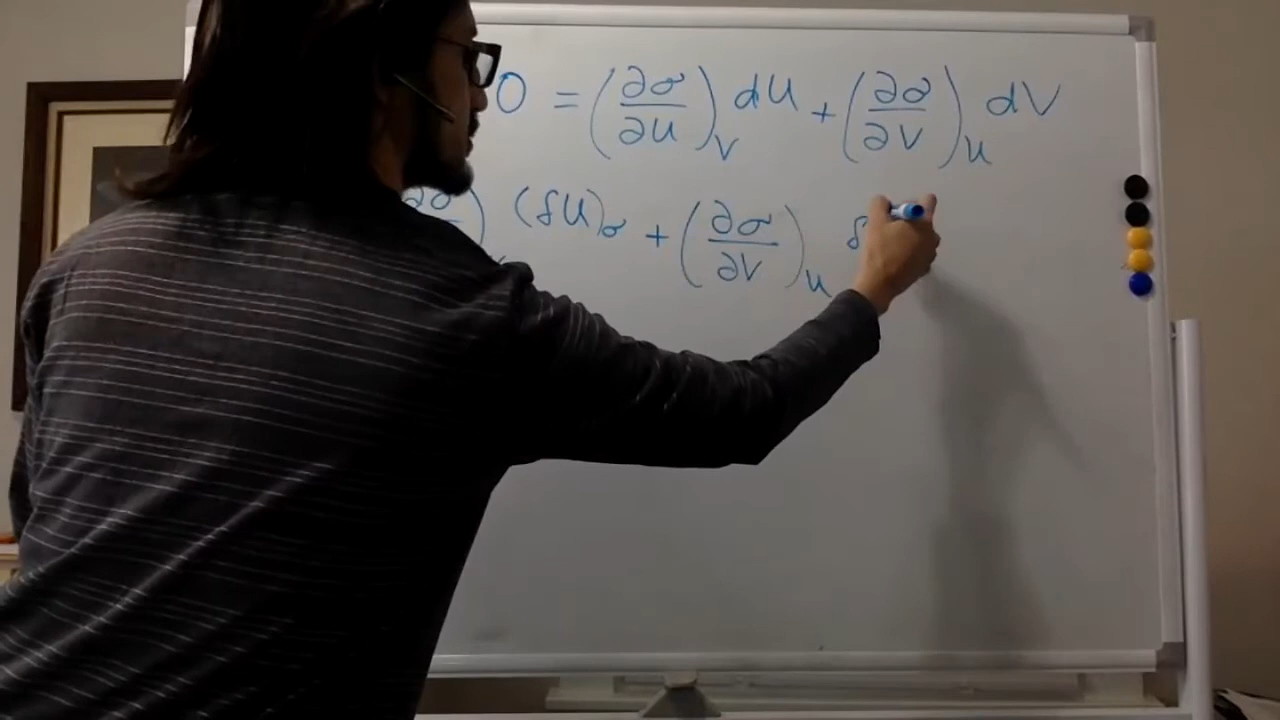 0 = (∂σ/∂U)_V dU + (∂σ/∂V)_U dV
∂σ) (δU)_σ + (∂σ/∂V)_U δ